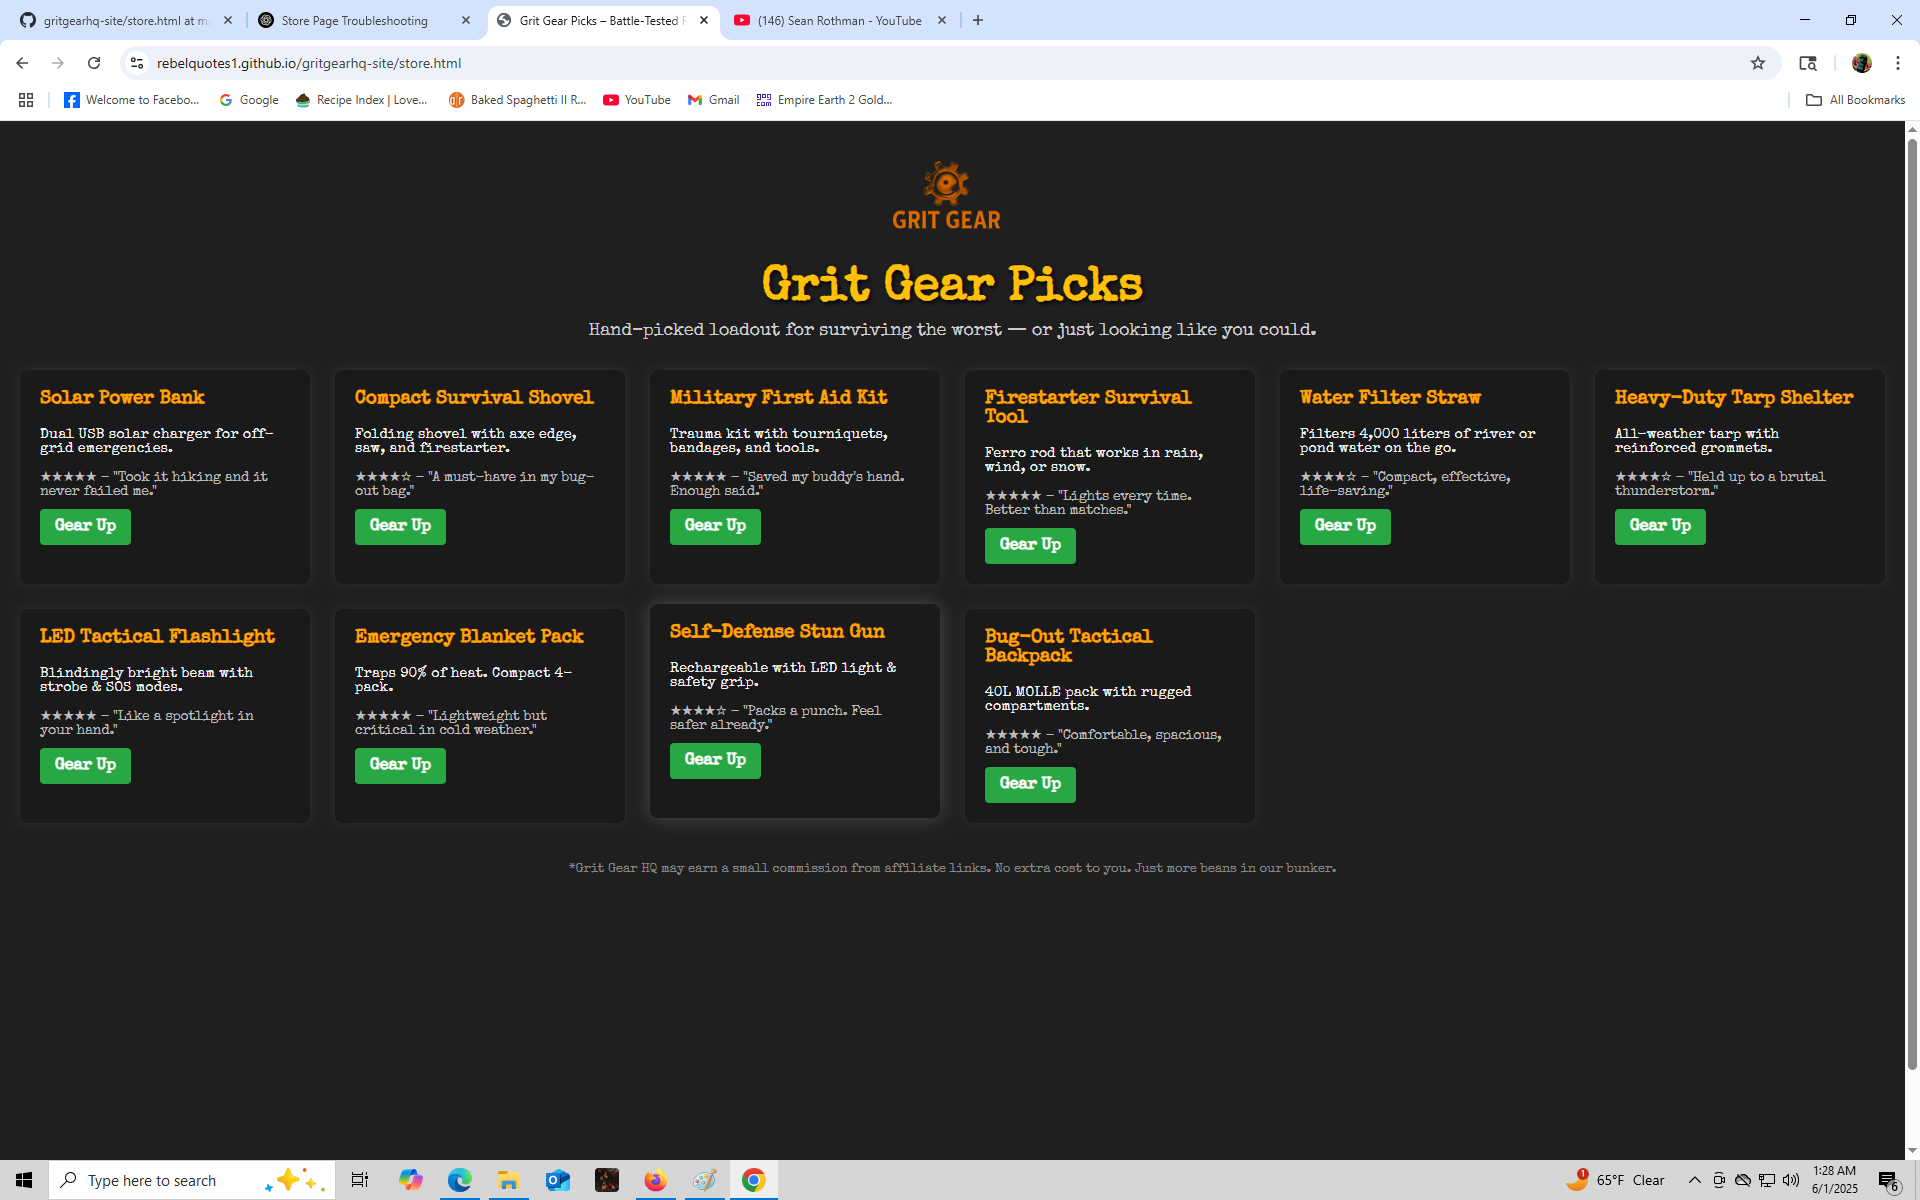 gritgearhq-site/store.html at ma
Store Page Troubleshooting
Grit Gear Picks – Battle-Tested
(146) Sean Rothman - YouTube
rebelquotes1.github.io/gritgearhq-site/store.html
Welcome to Facebo...
Google
Recipe Index | Love...
Baked Spaghetti II R...
YouTube
Gmail
Empire Earth 2 Gold...
All Bookmarks
GRIT GEAR
Grit Gear Picks
Hand-picked loadout for surviving the worst — or just looking like you could.
Solar Power Bank
Dual USB solar charger for off-
grid emergencies.
★★★★★ – "Took it hiking and it
never failed me."
Gear Up
Compact Survival Shovel
Folding shovel with axe edge,
saw, and firestarter.
★★★★☆ – "A must-have in my bug-
out bag."
Gear Up
Military First Aid Kit
Trauma kit with tourniquets,
bandages, and tools.
★★★★★ – "Saved my buddy's hand.
Enough said."
Gear Up
Firestarter Survival
Tool
Ferro rod that works in rain,
wind, or snow.
★★★★★ – "Lights every time.
Better than matches."
Gear Up
Water Filter Straw
Filters 4,000 liters of river or
pond water on the go.
★★★★☆ – "Compact, effective,
life-saving."
Gear Up
Heavy-Duty Tarp Shelter
All-weather tarp with
reinforced grommets.
★★★★☆ – "Held up to a brutal
thunderstorm."
Gear Up
LED Tactical Flashlight
Blindingly bright beam with
strobe & SOS modes.
★★★★★ – "Like a spotlight in
your hand."
Gear Up
Emergency Blanket Pack
Traps 90% of heat. Compact 4-
pack.
★★★★★ – "Lightweight but
critical in cold weather."
Gear Up
Self-Defense Stun Gun
Rechargeable with LED light &
safety grip.
★★★★☆ – "Packs a punch. Feel
safer already."
Gear Up
Bug-Out Tactical
Backpack
40L MOLLE pack with rugged
compartments.
★★★★★ – "Comfortable, spacious,
and tough."
Gear Up
*Grit Gear HQ may earn a small commission from affiliate links. No extra cost to you. Just more beans in our bunker.
Type here to search
1
65°F Clear
1:28 AM
6/1/2025
6